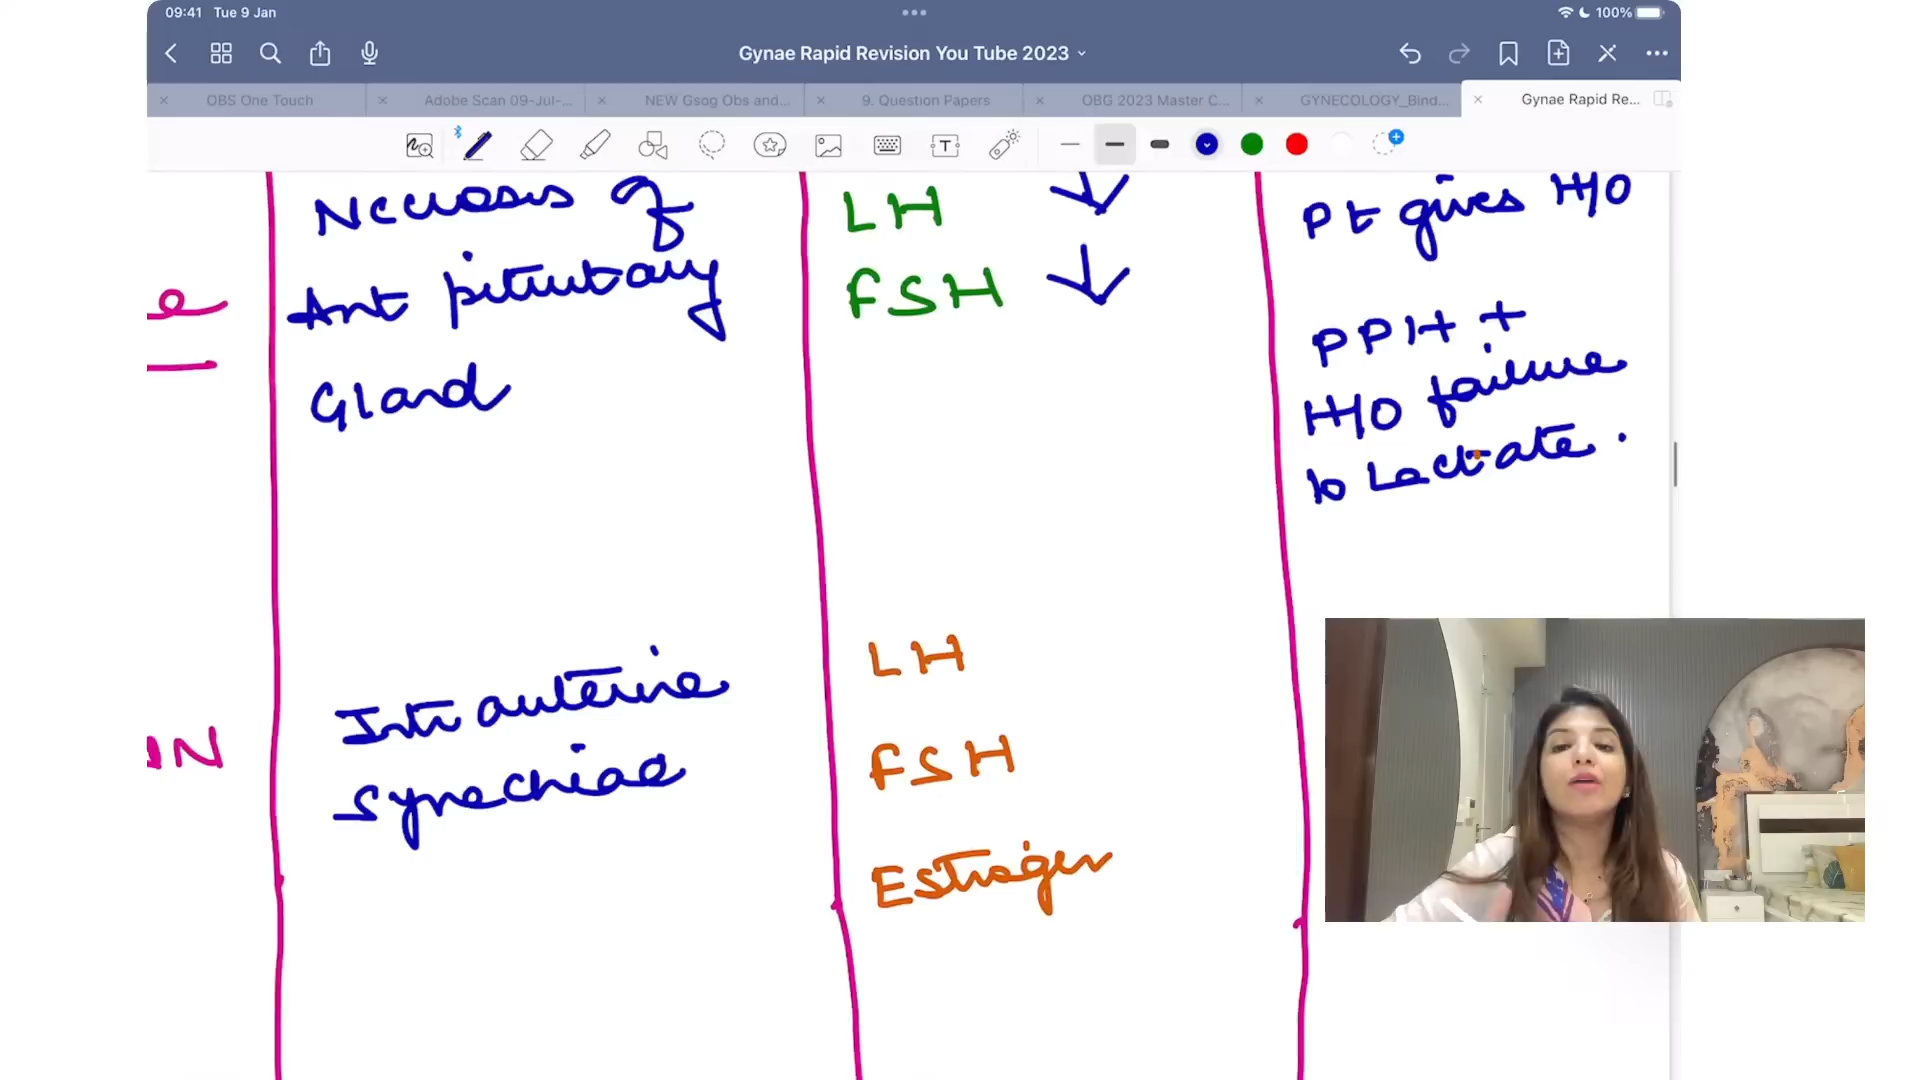 09:41 Tue 9 Jan
100%
Gynae Rapid Revision You Tube 2023
OBS One Touch
Adobe Scan 09-Jul-...
NEW Gsog Obs and...
9. Question Papers
OBG 2023 Master C...
GYNECOLOGY_Bind...
Gynae Rapid Re...
Necrosis of
Ant pitutary
Gland
LH ↓
FSH ↓
Pt gives H/O
PPH +
H/O failure
to Lactate.
Intrauterine
Synechiae
LH
FSH
Estrogen